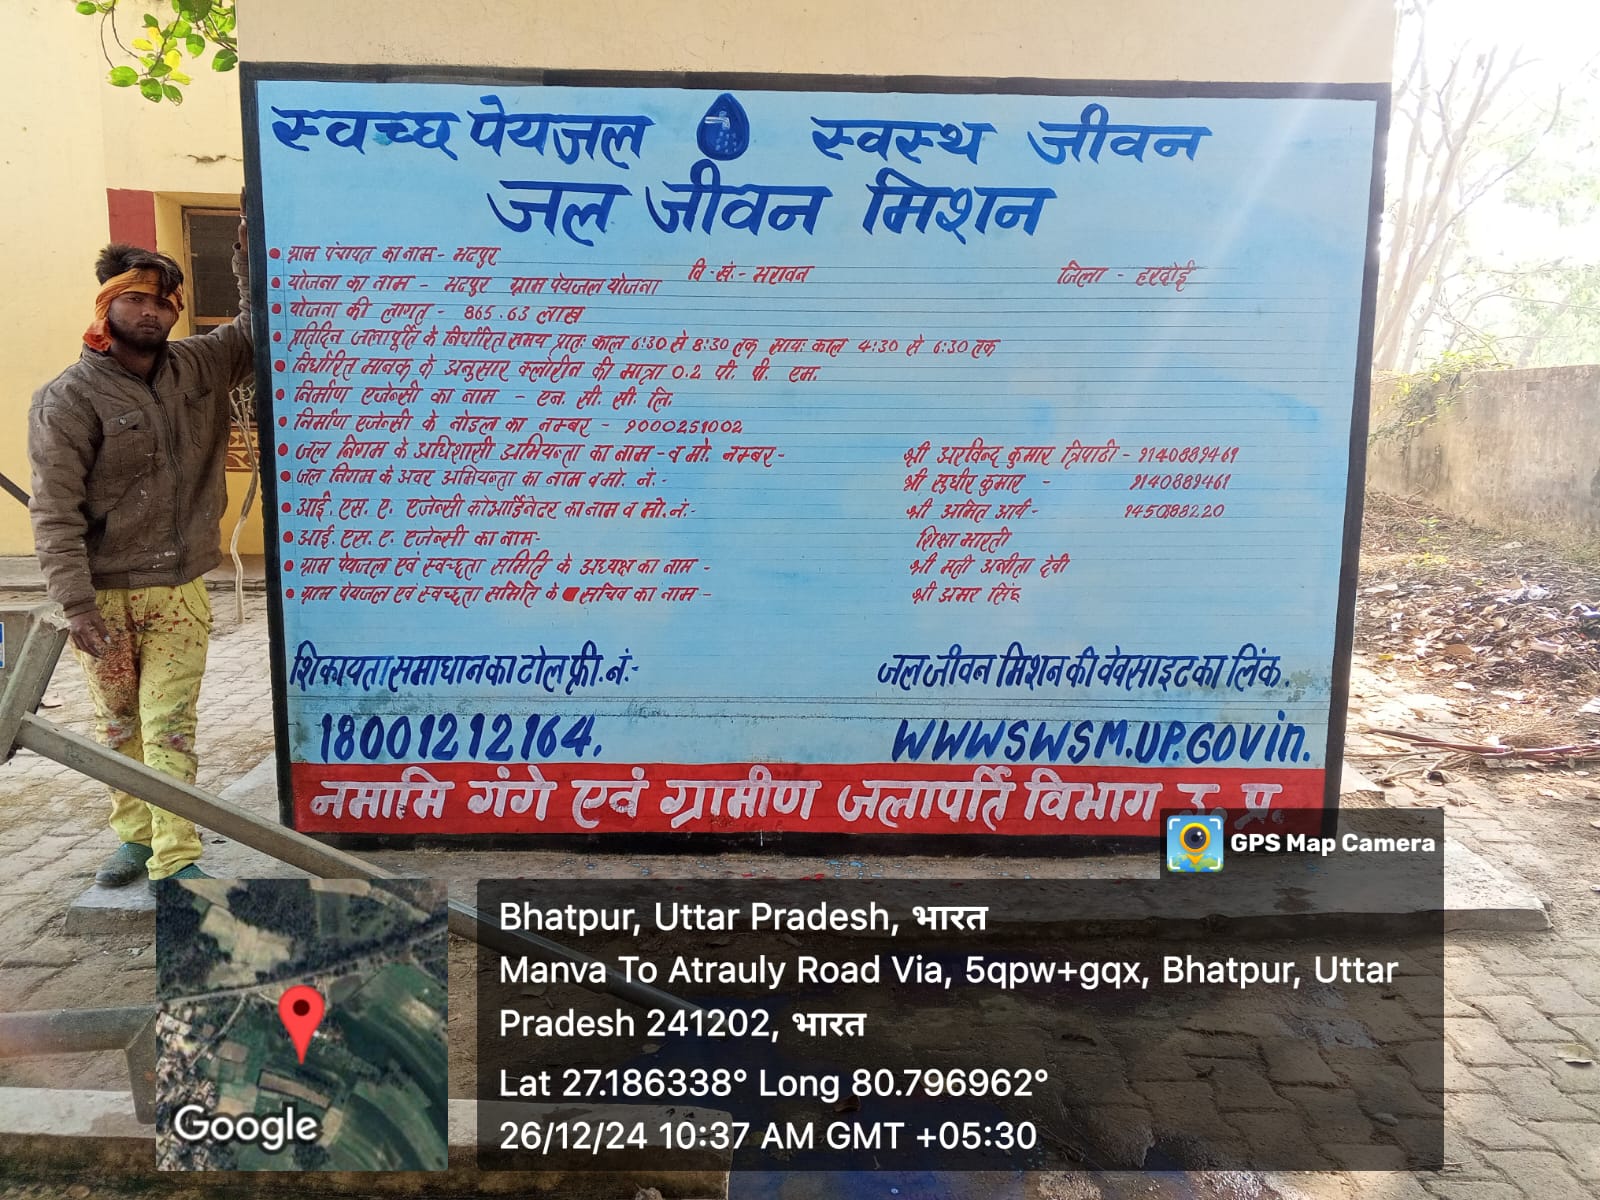 स्वच्छ पेयजल स्वस्थ जीवन
जल जीवन मिशन
ग्राम पंचायत का नाम - भटपुर वि.खं.- भरावन जिला - हरदोई
योजना का नाम - भटपुर ग्राम पेयजल योजना
योजना की लागत - 865.63 लाख
प्रतिदिन जलापूर्ति के निर्धारित समय प्रातः काल 6:30 से 8:30 तक सायः काल 4:30 से 6:30 तक
निर्धारित मानक के अनुसार क्लोरीन की मात्रा 0.2 पी. पी. एम.
निर्माण एजेन्सी का नाम - एन. सी. सी. लि.
निर्माण एजेन्सी के नोडल का नम्बर - 9000251002
जल निगम के अधिशासी अभियन्ता का नाम - व मो. नम्बर - श्री अरविन्द कुमार त्रिपाठी - 9140889461
जल निगम के अवर अभियन्ता का नाम व मो. नं.- श्री सुधीर कुमार - 9140889461
आई. एस. ए. एजेन्सी कोआर्डिनेटर का नाम व मो. नं.- श्री अमित आर्य-
आई. एस. ए. एजेन्सी का नाम- शिक्षा भारती
ग्राम पेयजल एवं स्वच्छता समिति के अध्यक्ष का नाम - श्री मती अनीता देवी
ग्राम पेयजल एवं स्वच्छता समिति के सचिव का नाम - श्री अमर सिंह
शिकायता समाधान का टोल फ्री. नं:- जल जीवन मिशन की वेवसाइट का लिंक.
18001212164. WWWSWSM.UP.GOVin.
नमामि गंगे एवं ग्रामीण जलापर्ति विभाग उ. प्र.
GPS Map Camera
Bhatpur, Uttar Pradesh, भारत
Manva To Atrauly Road Via, 5qpw+gqx, Bhatpur, Uttar
Pradesh 241202, भारत
Lat 27.186338° Long 80.796962°
26/12/24 10:37 AM GMT +05:30
Google